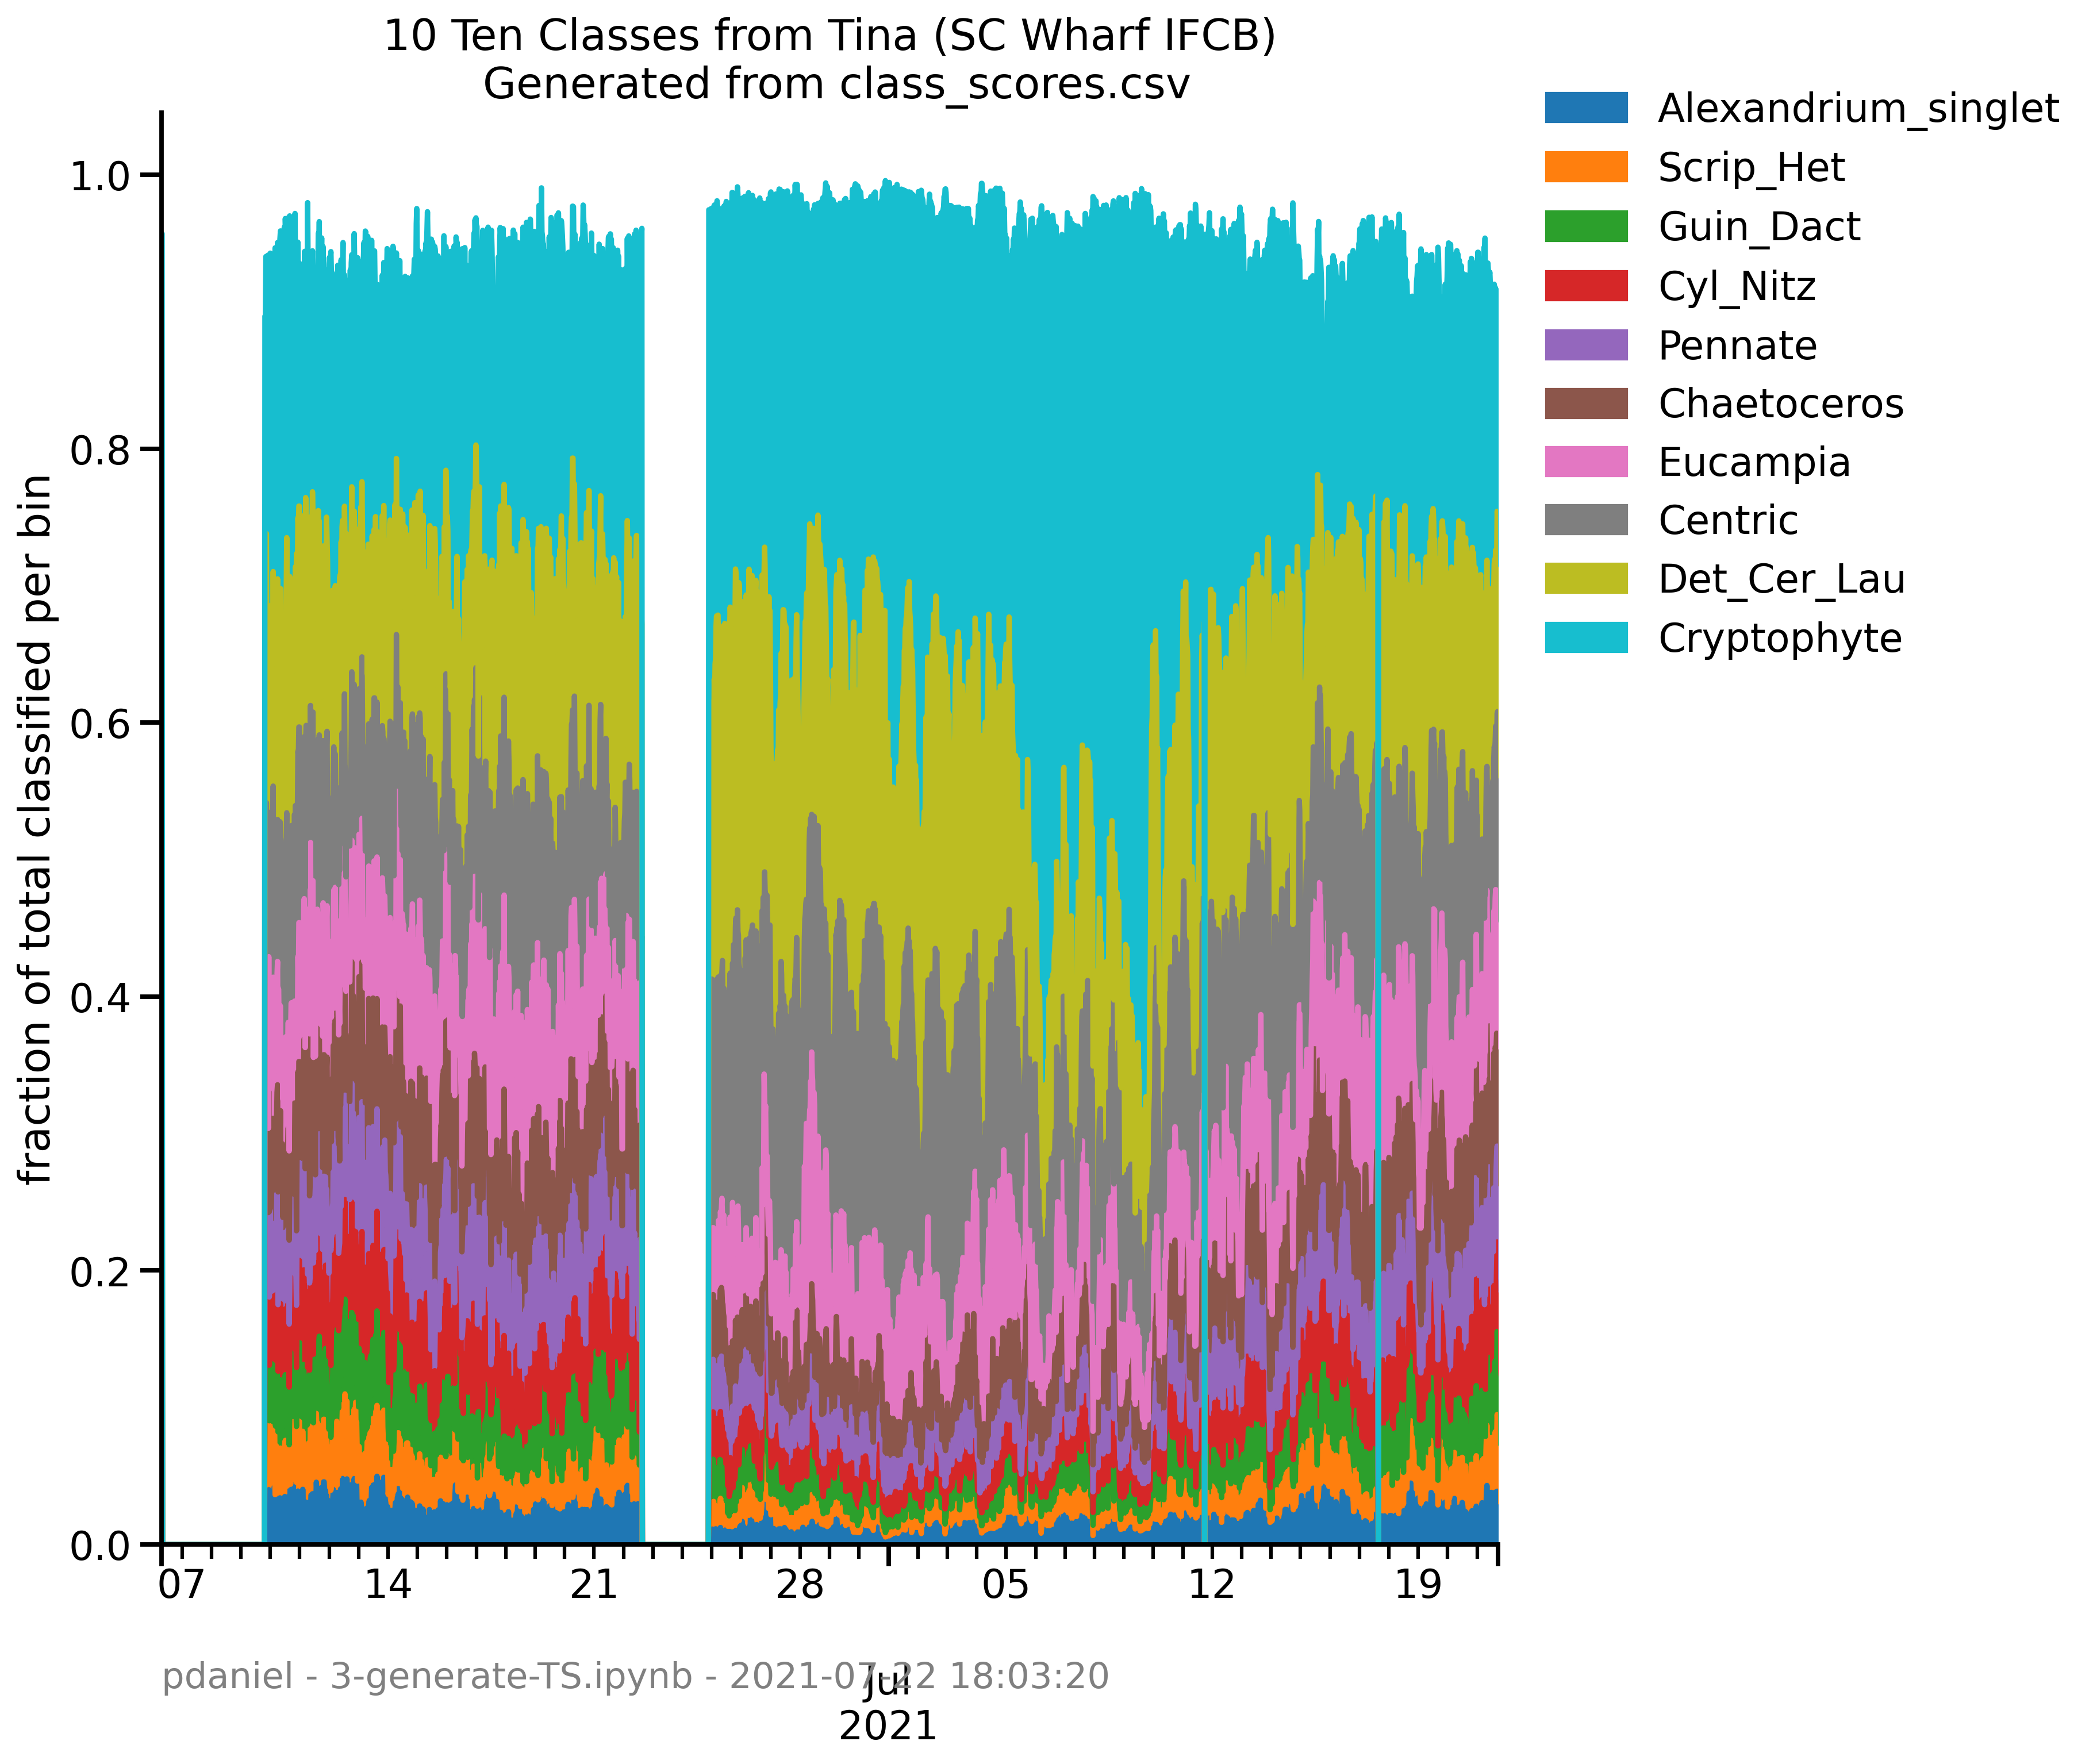 10 Ten Classes from Tina (SC Wharf IFCB)
Generated from class_scores.csv
fraction of total classified per bin
1.0
0.8
0.6
0.4
0.2
0.0
07 14 21 28 05 12 19
Jul
2021
pdaniel - 3-generate-TS.ipynb - 2021-07-22 18:03:20
Alexandrium_singlet
Scrip_Het
Guin_Dact
Cyl_Nitz
Pennate
Chaetoceros
Eucampia
Centric
Det_Cer_Lau
Cryptophyte